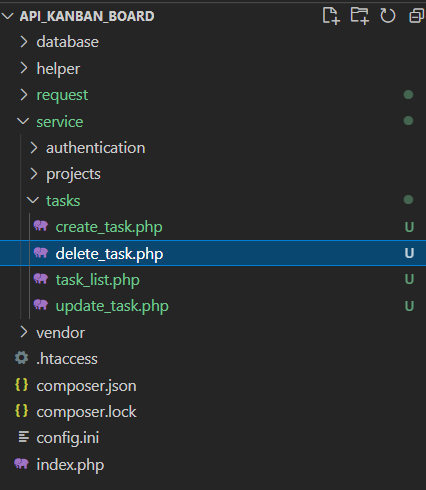 API_KANBAN_BOARD
database
helper
request
service
authentication
projects
tasks
create_task.php U
delete_task.php U
task_list.php U
update_task.php U
vendor
.htaccess
{} composer.json
{} composer.lock
config.ini
index.php